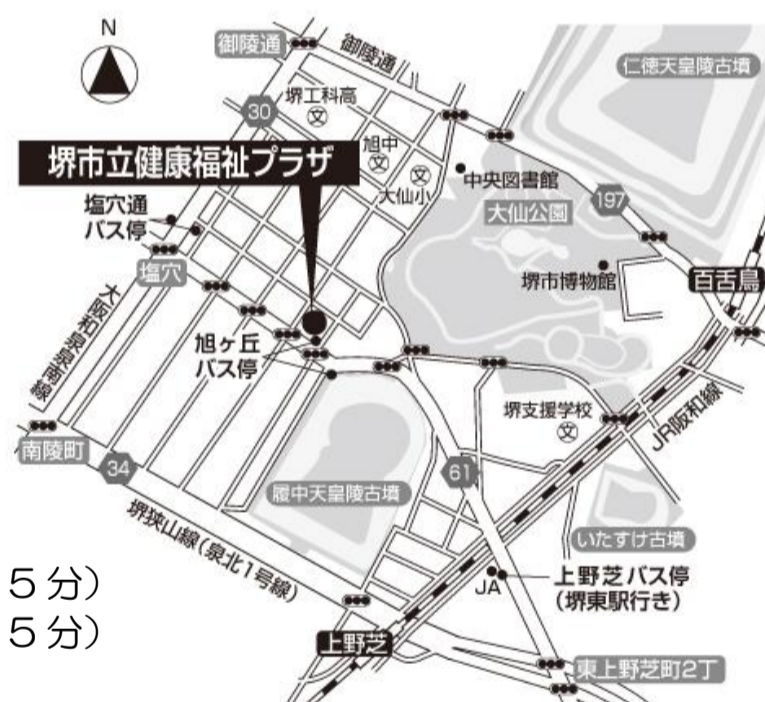 N
御陵通
御陵通
仁徳天皇陵古墳
堺工科高
文
30
旭中
文
堺市立健康福祉プラザ
文
大仙小
中央図書館
大仙公園
197
塩穴通
バス停
塩穴
堺市博物館
百舌鳥
大阪和泉泉南線
旭ヶ丘
バス停
JR阪和線
堺支援学校
文
南陵町
34
61
履中天皇陵古墳
堺狭山線(泉北1号線)
いたすけ古墳
5分)
5分)
JA
上野芝バス停
(堺東駅行き)
上野芝
東上野芝町2丁